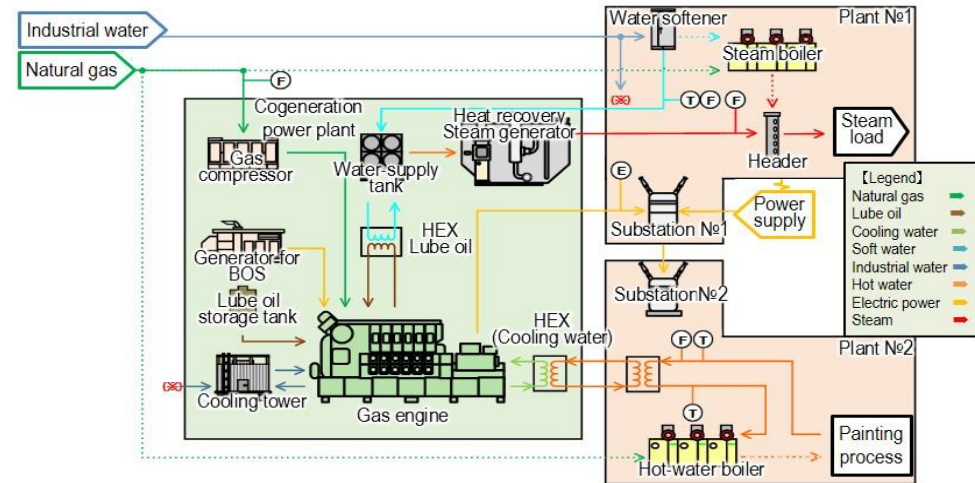 Industrial water
Natural gas
F
Water softener
Plant №1
Steam boiler
(※)
T
F
F
Steam
load
Header
Cogeneration
power plant
Heat recovery
Steam generator
Gas
compressor
Water-supply
tank
HEX
Lube oil
E
Power
supply
Substation №1
【Legend】
Natural gas
Lube oil
Cooling water
Soft water
Industrial water
Hot water
Electric power
Steam
Generator for
BOS
Lube oil
storage tank
Substation№2
HEX
(Cooling water)
F
T
Plant №2
(※)
Cooling tower
Gas engine
T
Painting
process
Hot-water boiler